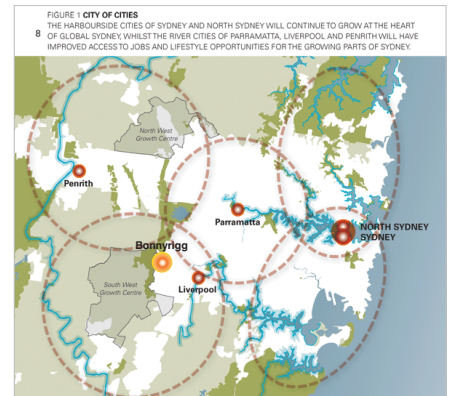 FIGURE 1 CITY OF CITIES
THE HARBOURSIDE CITIES OF SYDNEY AND NORTH SYDNEY WILL CONTINUE TO GROW AT THE HEART
8 OF GLOBAL SYDNEY, WHILST THE RIVER CITIES OF PARRAMATTA, LIVERPOOL AND PENRITH WILL HAVE
IMPROVED ACCESS TO JOBS AND LIFESTYLE OPPORTUNITIES FOR THE GROWING PARTS OF SYDNEY.
North West
Growth Centre
Penrith
Parramatta
NORTH SYDNEY
SYDNEY
Bonnyrigg
South West
Growth Centre
Liverpool